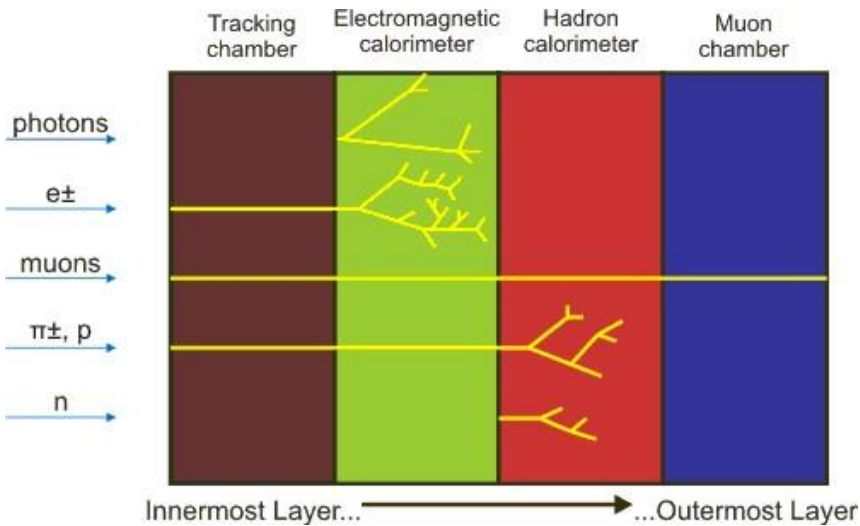 Tracking chamber
Electromagnetic calorimeter
Hadron calorimeter
Muon chamber
photons
e±
muons
π±, p
n
Innermost Layer...
...Outermost Layer